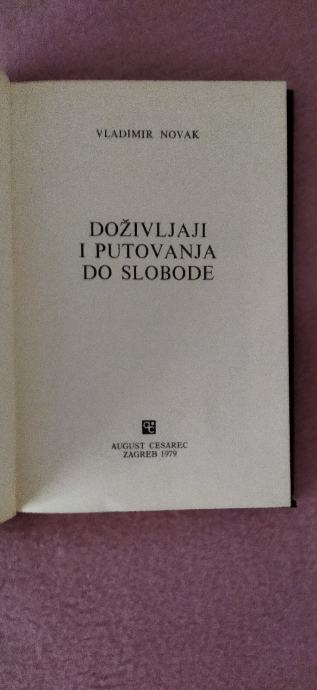 VLADIMIR NOVAK
DOŽIVLJAJI
I PUTOVANJA
DO SLOBODE
AUGUST CESAREC
ZAGREB 1979